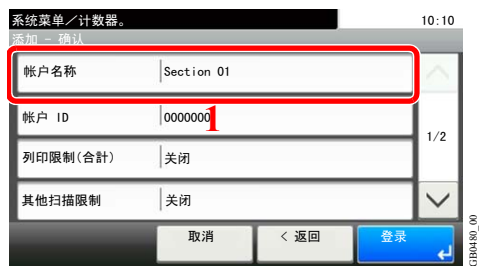 系统菜单／计数器。
10:10
添加 - 确认
帐户名称 Section 01
帐户 ID 0000000
1
1/2
列印限制(合計) 关闭
其他扫描限制 关闭
取消 < 返回 登录
GB0480_00